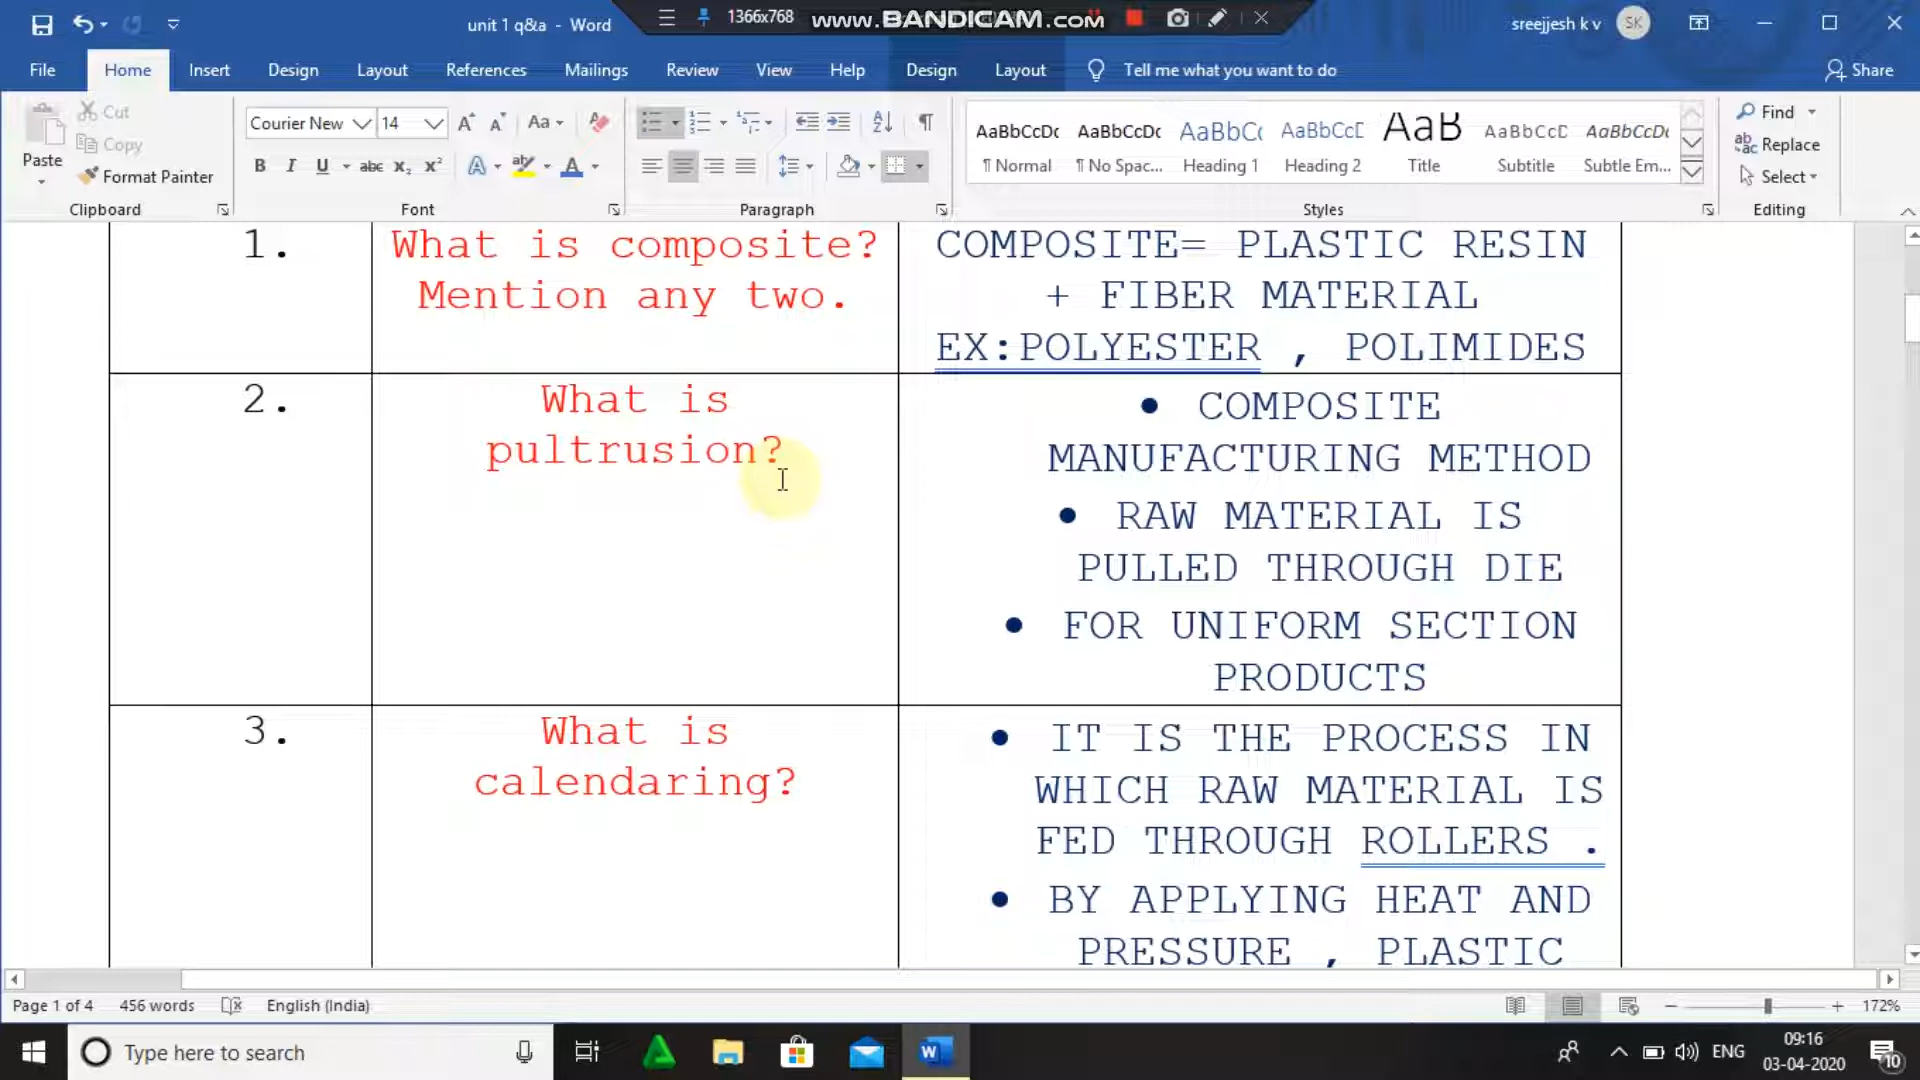 unit 1 q&a - Word
1366x768
www.BANDICAM.com
sreejjesh k v
SK
File
Home
Insert
Design
Layout
References
Mailings
Review
View
Help
Design
Layout
Tell me what you want to do
Share
Paste
Cut
Copy
Format Painter
Clipboard
Courier New
14
Font
Paragraph
AaBbCcDc
¶ Normal
AaBbCcDc
¶ No Spac...
AaBbC
Heading 1
AaBbCcD
Heading 2
AaB
Title
AaBbCcD
Subtitle
AaBbCcDc
Subtle Em...
Styles
Find
Replace
Select
Editing
1.
What is composite?
Mention any two.
COMPOSITE= PLASTIC RESIN
+ FIBER MATERIAL
EX:POLYESTER , POLIMIDES
2.
What is
pultrusion?
• COMPOSITE
MANUFACTURING METHOD
• RAW MATERIAL IS
PULLED THROUGH DIE
• FOR UNIFORM SECTION
PRODUCTS
3.
What is
calendaring?
• IT IS THE PROCESS IN
WHICH RAW MATERIAL IS
FED THROUGH ROLLERS .
• BY APPLYING HEAT AND
PRESSURE , PLASTIC
Page 1 of 4
456 words
English (India)
172%
Type here to search
ENG
09:16
03-04-2020
10